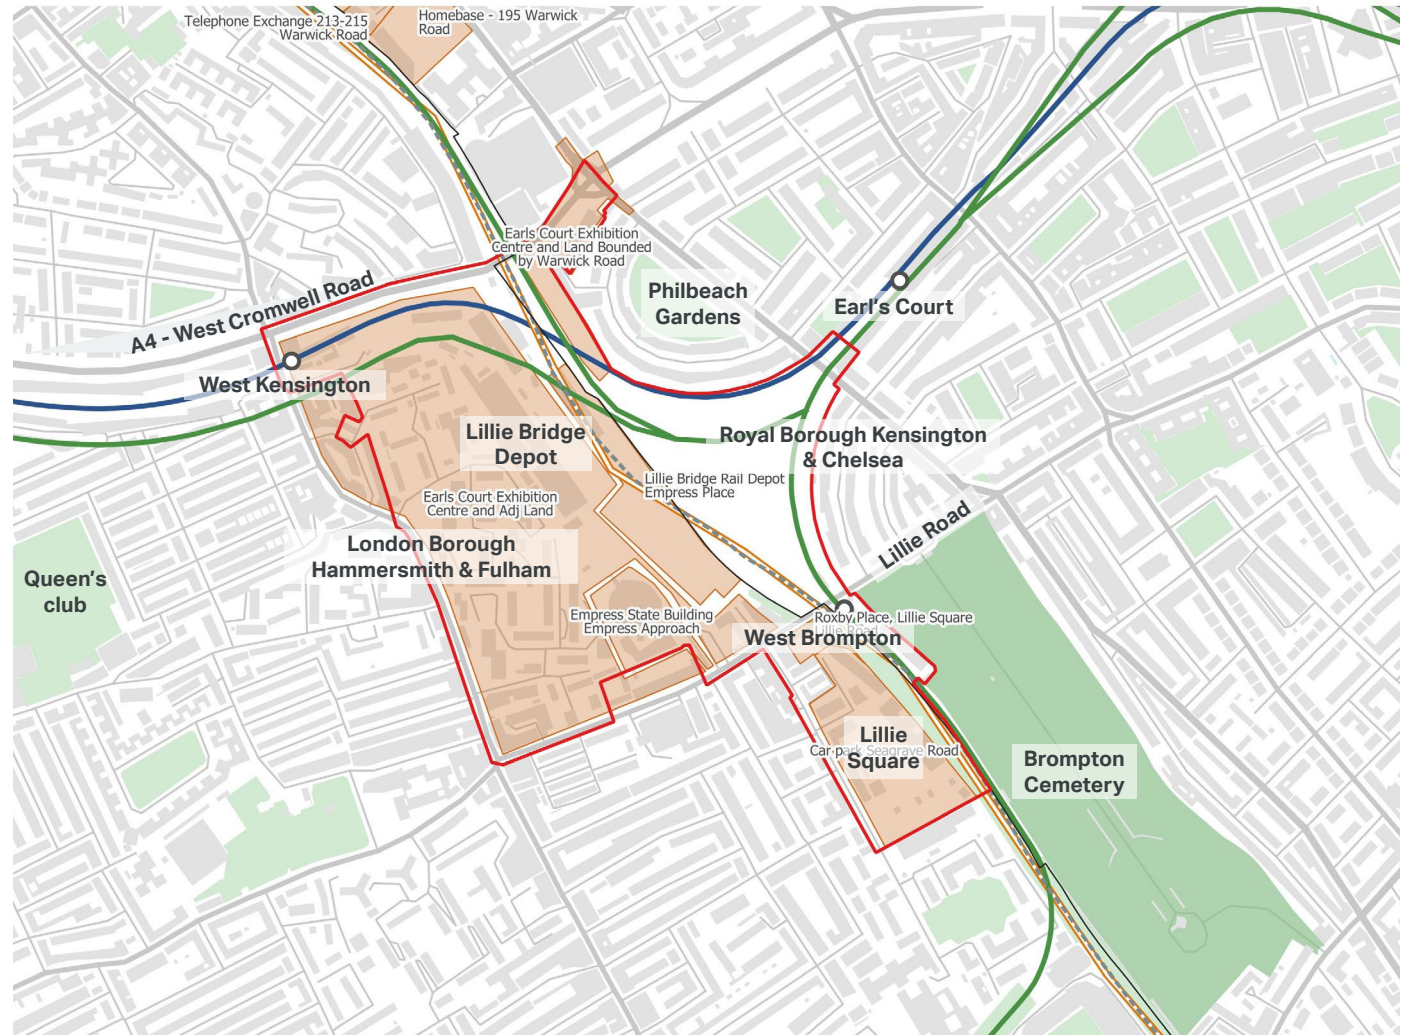 Telephone Exchange 213-215
Warwick Road
Homebase - 195 Warwick
Road
Earls Court Exhibition
Centre and Land Bounded
by Warwick Road
Philbeach
Gardens
Earl's Court
A4 - West Cromwell Road
West Kensington
Lillie Bridge
Depot
Royal Borough Kensington
& Chelsea
Lillie Bridge Rail Depot
Empress Place
Earls Court Exhibition
Centre and Adj Land
Lillie Road
London Borough
Hammersmith & Fulham
Queen's
club
Empress State Building
Empress Approach
Roxby Place, Lillie Square
Lillie Road
West Brompton
Lillie
Square
Car park Seagrave Road
Brompton
Cemetery